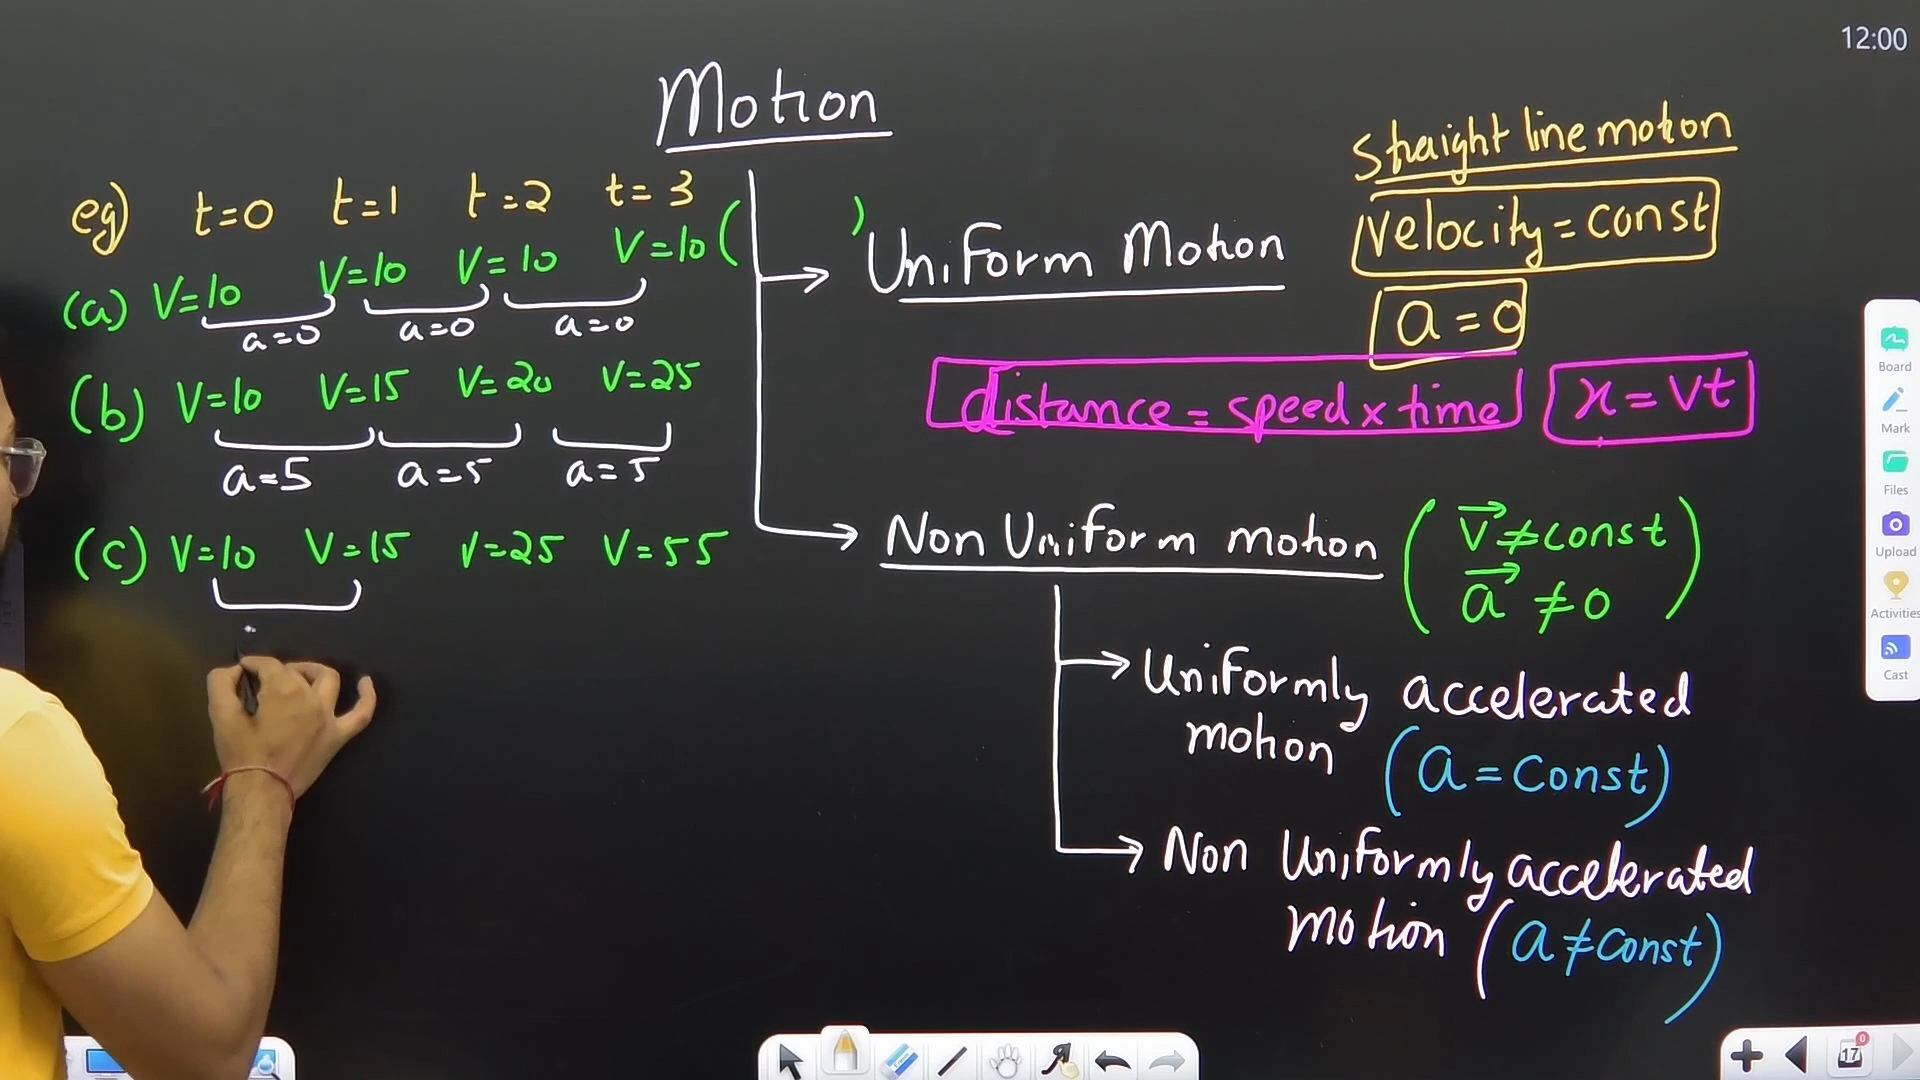 12:00
Motion
eg) t=0 t=1 t=2 t=3
(a) V=10 V=10 V=10 V=10 ( )
a=0 a=0 a=0
(b) V=10 V=15 V=20 V=25
a=5 a=5 a=5
(c) V=10 V=15 V=25 V=55
Uniform Motion
Straight line motion
Velocity = const
a = 0
distance = speed x time
x = vt
Non Uniform motion ( v⃗ ≠ const
a⃗ ≠ 0 )
Uniformly accelerated
motion (a = Const)
Non Uniformly accelerated
motion (a ≠ Const)
Board
Mark
Files
Upload
Activities
Cast
17
0